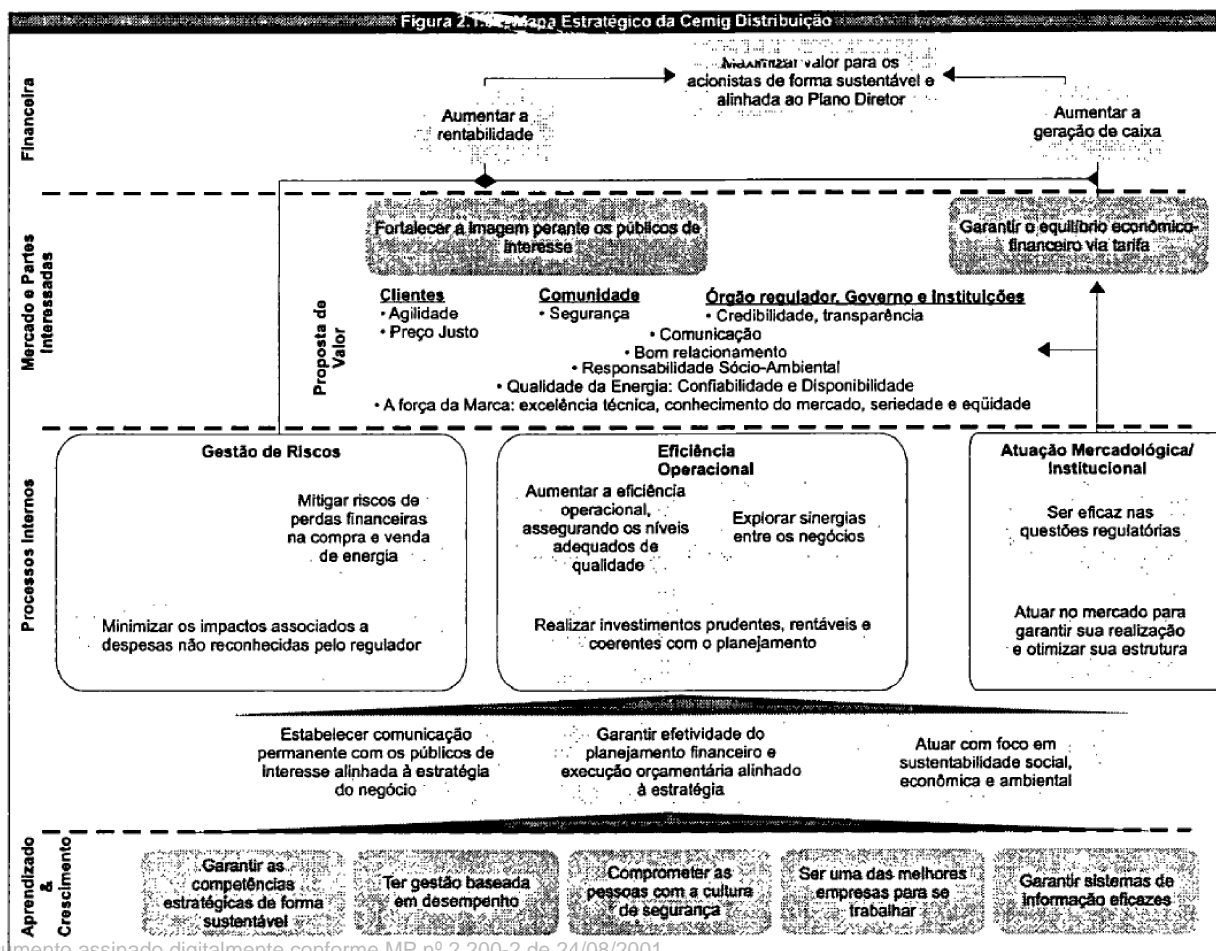 Figura 2.1. Mapa Estratégico da Cemig Distribuição
Financeira
Maximizar valor para os
acionistas de forma sustentável e
alinhada ao Plano Diretor
Aumentar a
rentabilidade
Aumentar a
geração de caixa
Mercado e Partes
Interessadas
Fortalecer a imagem perante os públicos de
interesse
Garantir o equilíbrio econômico-
financeiro via tarifa
Proposta de
Valor
Clientes
• Agilidade
• Preço Justo
Comunidade
• Segurança
Órgão regulador, Governo e Instituições
• Credibilidade, transparência
• Comunicação
• Bom relacionamento
• Responsabilidade Sócio-Ambiental
• Qualidade da Energia: Confiabilidade e Disponibilidade
• A força da Marca: excelência técnica, conhecimento do mercado, seriedade e eqüidade
Processos Internos
Gestão de Riscos
Mitigar riscos de
perdas financeiras
na compra e venda
de energia
Minimizar os impactos associados a
despesas não reconhecidas pelo regulador
Eficiência
Operacional
Aumentar a eficiência
operacional,
assegurando os níveis
adequados de
qualidade
Explorar sinergias
entre os negócios
Realizar investimentos prudentes, rentáveis e
coerentes com o planejamento
Atuação Mercadológica/
Institucional
Ser eficaz nas
questões regulatórias
Atuar no mercado para
garantir sua realização
e otimizar sua estrutura
Estabelecer comunicação
permanente com os públicos de
interesse alinhada à estratégia
do negócio
Garantir efetividade do
planejamento financeiro e
execução orçamentária alinhado
à estratégia
Atuar com foco em
sustentabilidade social,
econômica e ambiental
Aprendizado
&
Crescimento
Garantir as
competências
estratégicas de forma
sustentável
Ter gestão baseada
em desempenho
Comprometer as
pessoas com a cultura
de segurança
Ser uma das melhores
empresas para se
trabalhar
Garantir sistemas de
informação eficazes
umento assinado digitalmente conforme MP nº 2.200-2 de 24/08/2001